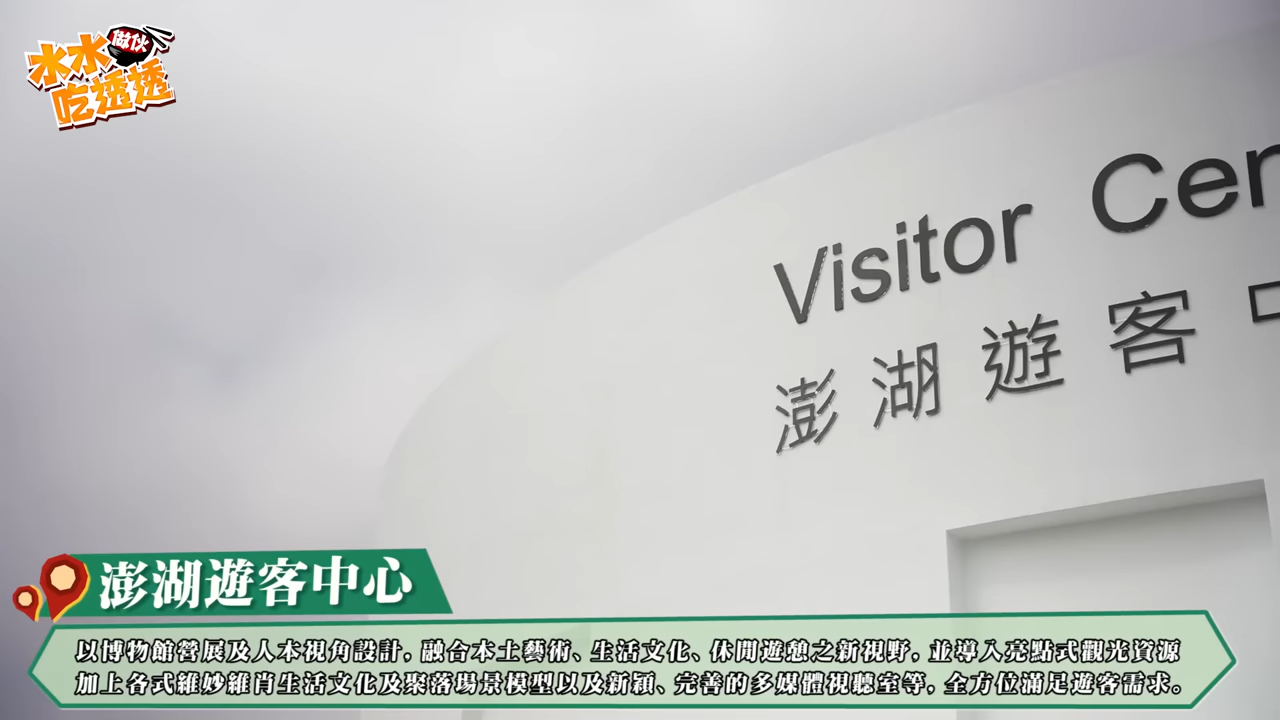 水水做伙
吃透透
Visitor Cen
澎湖遊客中
澎湖遊客中心
以博物館營展及人本視角設計，融合本土藝術、生活文化、休閒遊憩之新視野，並導入亮點式觀光資源
加上各式維妙維肖生活文化及聚落場景模型以及新穎、完善的多媒體視聽室等，全方位滿足遊客需求。